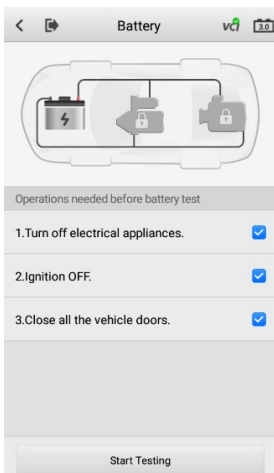 Battery
vci
3.0
Operations needed before battery test
1.Turn off electrical appliances.
2.Ignition OFF.
3.Close all the vehicle doors.
Start Testing